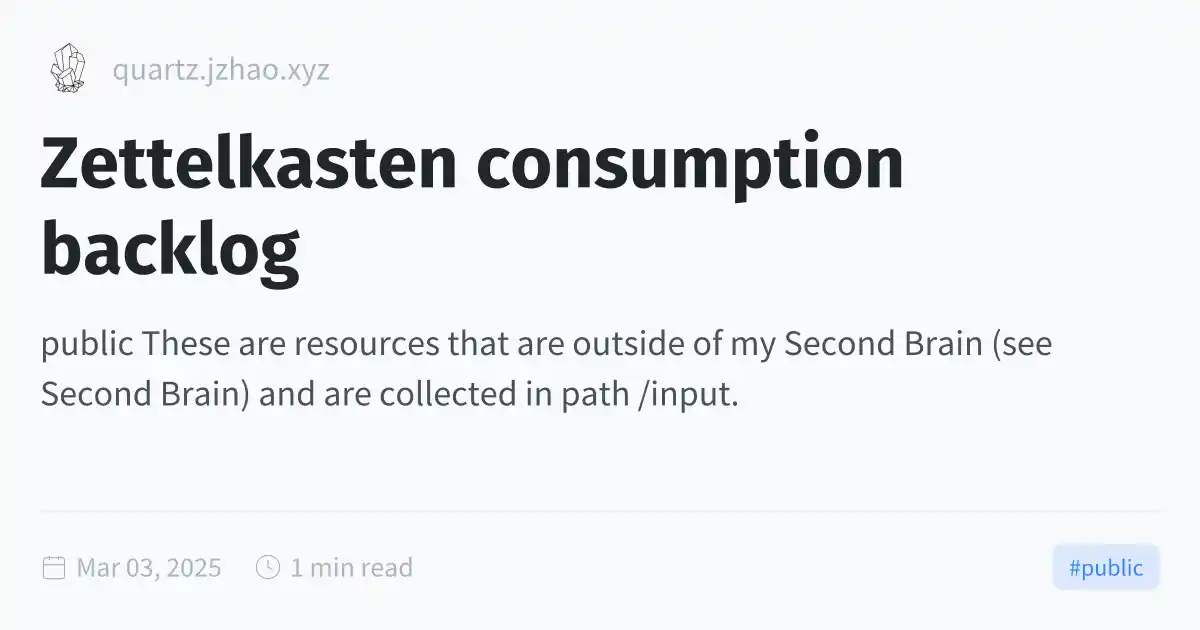 quartz.jzhao.xyz
Zettelkasten consumption
backlog
public These are resources that are outside of my Second Brain (see
Second Brain) and are collected in path /input.
Mar 03, 2025 1 min read #public